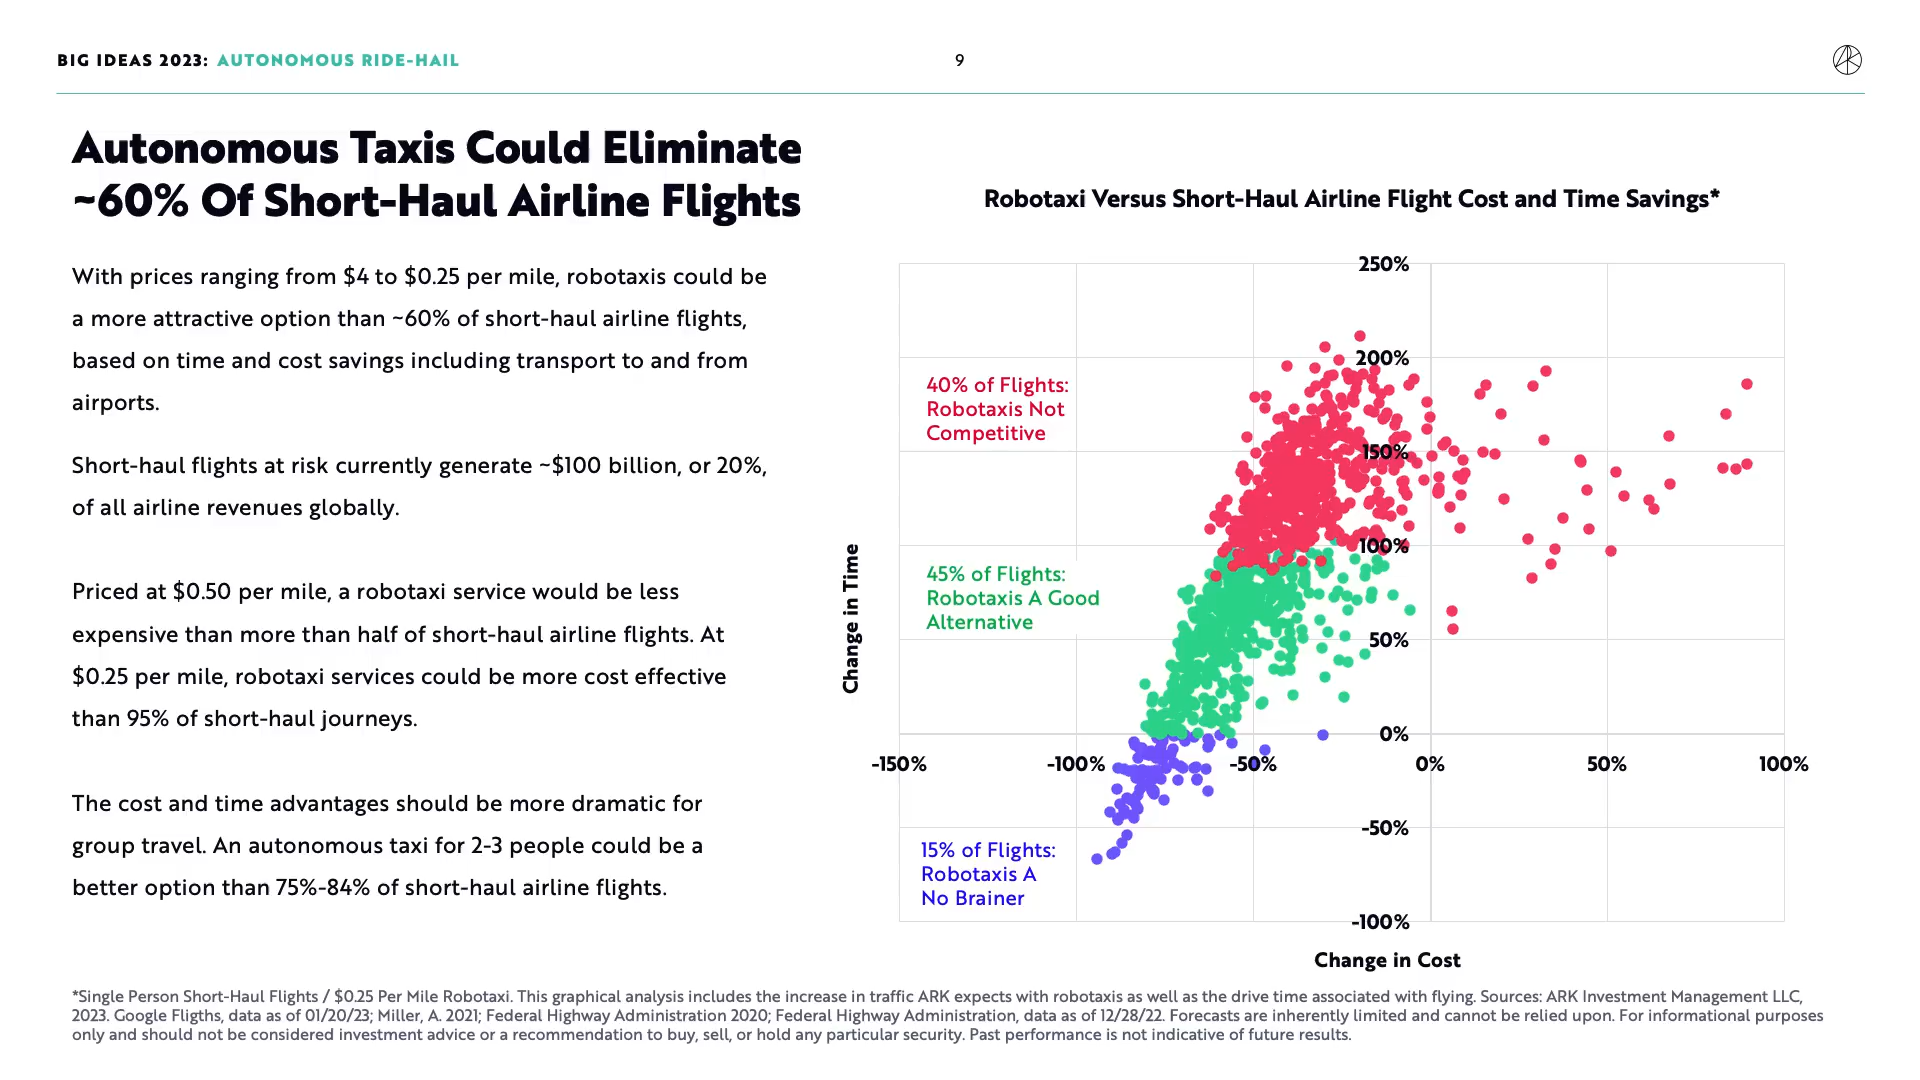 BIG IDEAS 2023: AUTONOMOUS RIDE-HAIL
9
Autonomous Taxis Could Eliminate
~60% Of Short-Haul Airline Flights
With prices ranging from $4 to $0.25 per mile, robotaxis could be
a more attractive option than ~60% of short-haul airline flights,
based on time and cost savings including transport to and from
airports.
Short-haul flights at risk currently generate ~$100 billion, or 20%,
of all airline revenues globally.
Priced at $0.50 per mile, a robotaxi service would be less
expensive than more than half of short-haul airline flights. At
$0.25 per mile, robotaxi services could be more cost effective
than 95% of short-haul journeys.
The cost and time advantages should be more dramatic for
group travel. An autonomous taxi for 2-3 people could be a
better option than 75%-84% of short-haul airline flights.
Robotaxi Versus Short-Haul Airline Flight Cost and Time Savings*
250%
200%
150%
100%
50%
0%
-50%
-100%
40% of Flights:
Robotaxis Not
Competitive
45% of Flights:
Robotaxis A Good
Alternative
15% of Flights:
Robotaxis A
No Brainer
Change in Time
-150%
-100%
-50%
0%
50%
100%
Change in Cost
*Single Person Short-Haul Flights / $0.25 Per Mile Robotaxi. This graphical analysis includes the increase in traffic ARK expects with robotaxis as well as the drive time associated with flying. Sources: ARK Investment Management LLC,
2023. Google Fligths, data as of 01/20/23; Miller, A. 2021; Federal Highway Administration 2020; Federal Highway Administration, data as of 12/28/22. Forecasts are inherently limited and cannot be relied upon. For informational purposes
only and should not be considered investment advice or a recommendation to buy, sell, or hold any particular security. Past performance is not indicative of future results.